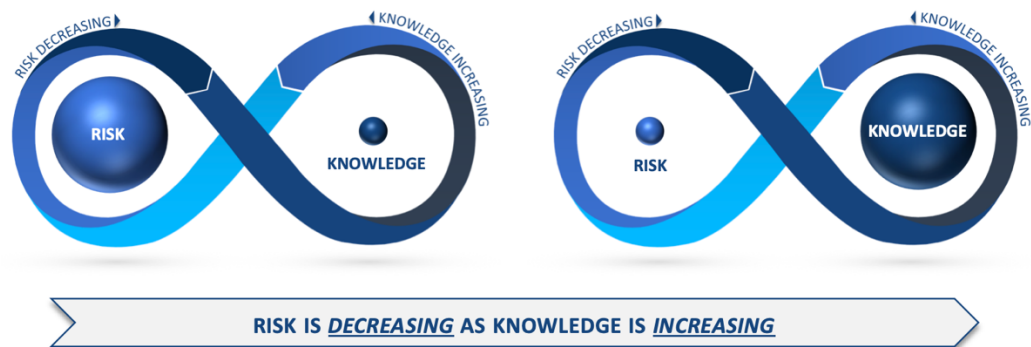 RISK DECREASING
KNOWLEDGE INCREASING
RISK
KNOWLEDGE
RISK DECREASING
KNOWLEDGE INCREASING
RISK
KNOWLEDGE
RISK IS DECREASING AS KNOWLEDGE IS INCREASING